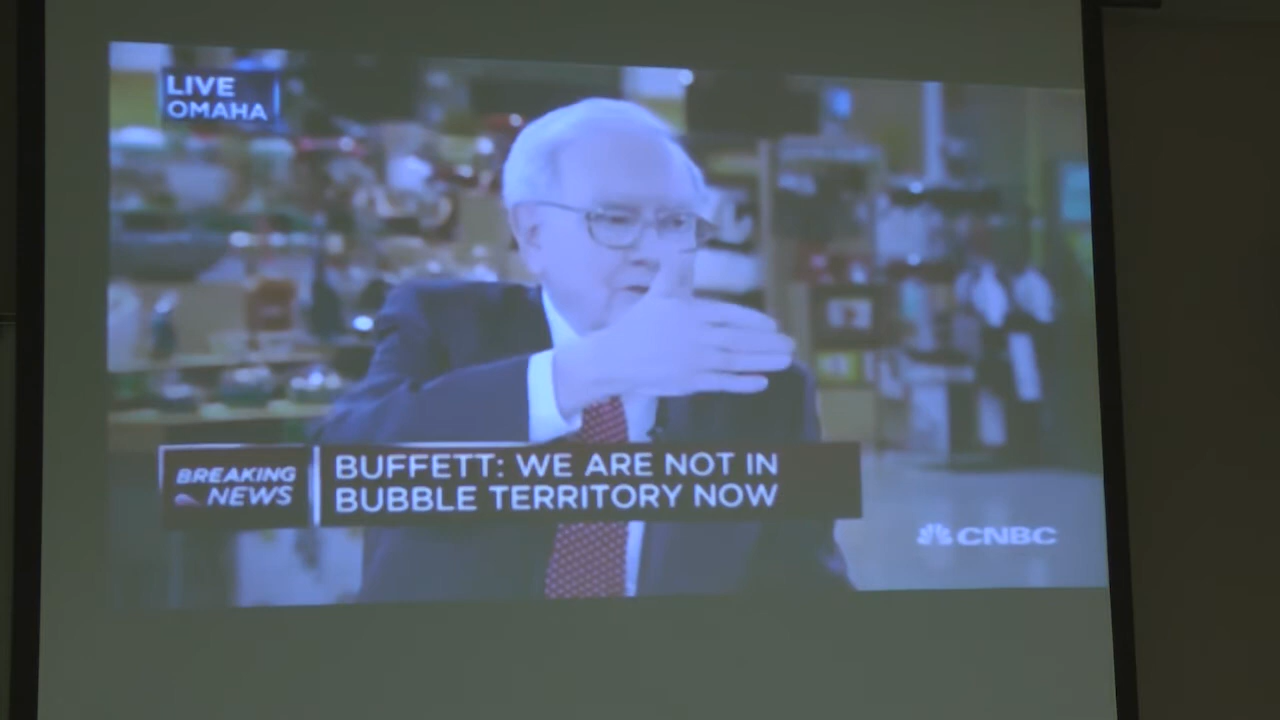 LIVE
OMAHA
BREAKING
NEWS
BUFFETT: WE ARE NOT IN
BUBBLE TERRITORY NOW
CNBC